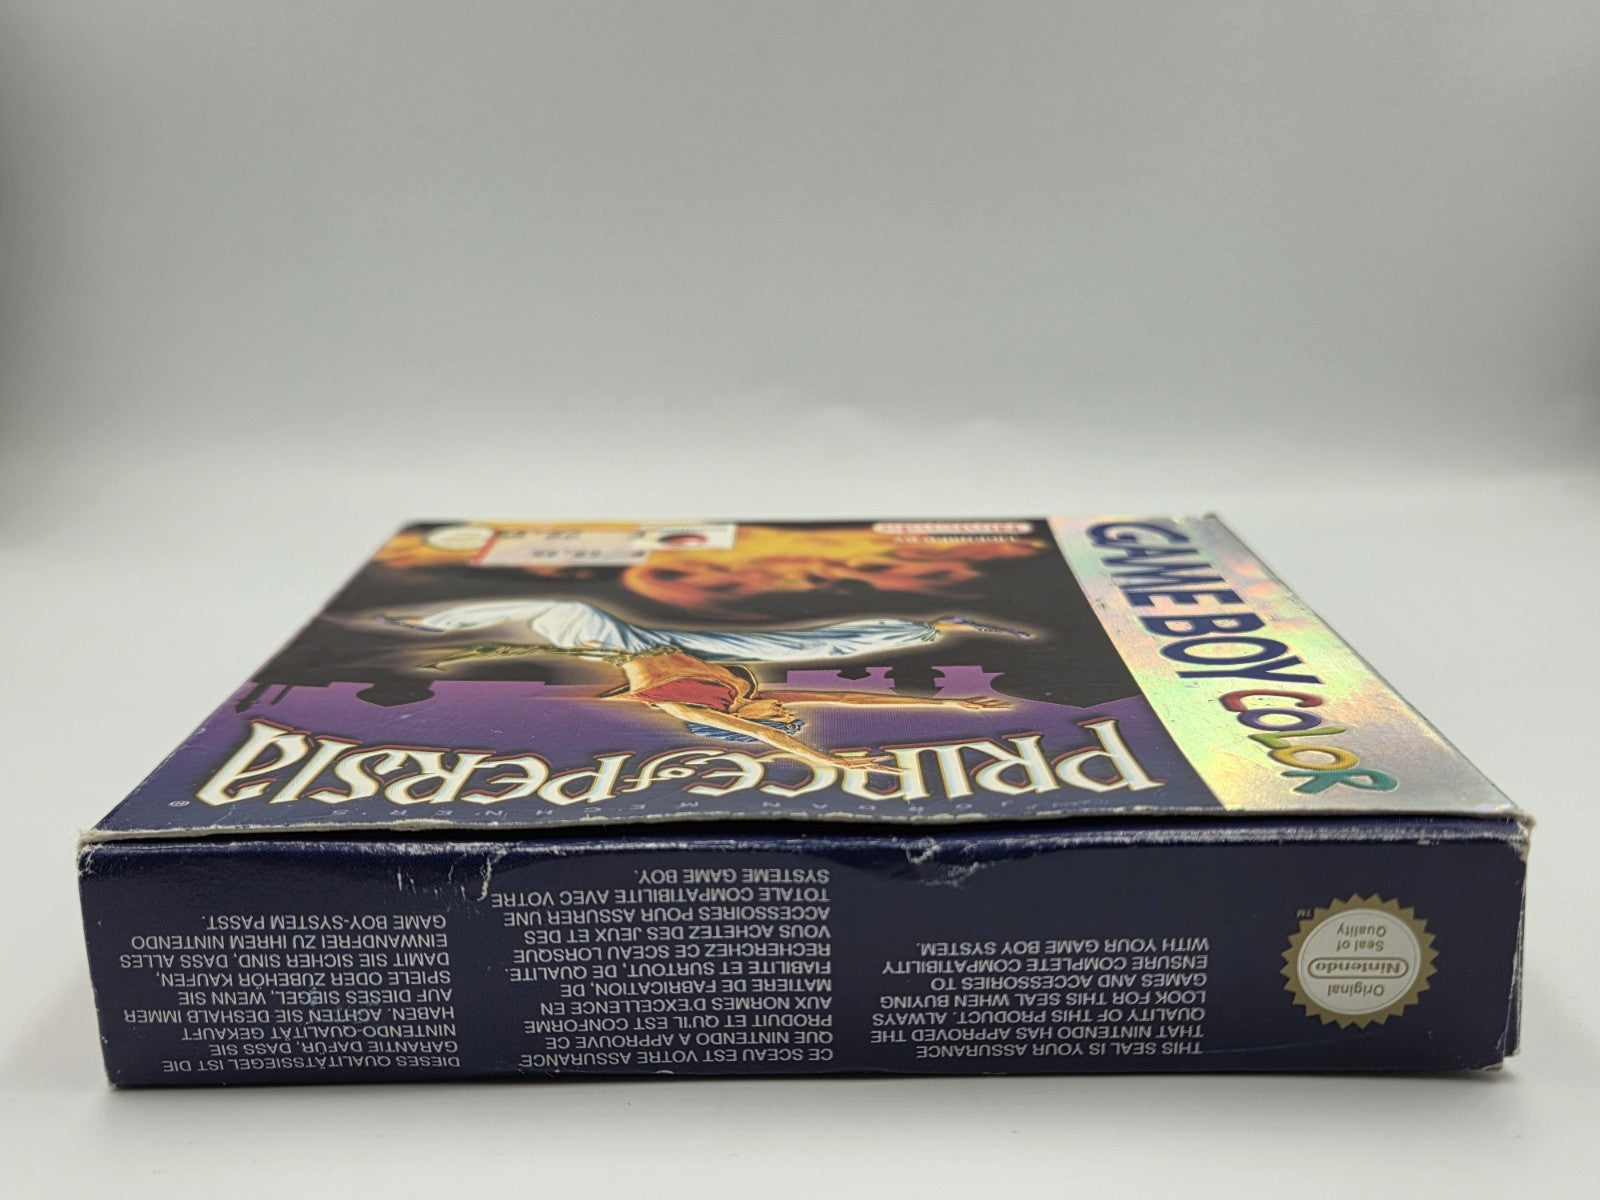 GAME BOY COLOR
LICENSED BY
Nintendo
JORDAN MECHNER'S
PRINCE of PERSIA
®
Original
Nintendo
Seal of
Quality
TM
THIS SEAL IS YOUR ASSURANCE
THAT NINTENDO HAS APPROVED THE
QUALITY OF THIS PRODUCT. ALWAYS
LOOK FOR THIS SEAL WHEN BUYING
GAMES AND ACCESSORIES TO
ENSURE COMPLETE COMPATIBILITY
WITH YOUR GAME BOY SYSTEM.
CE SCEAU EST VOTRE ASSURANCE
QUE NINTENDO A APPROUVE CE
PRODUIT ET QU'IL EST CONFORME
AUX NORMES D'EXCELLENCE EN
MATIERE DE FABRICATION, DE
FIABILITE ET SURTOUT, DE QUALITE.
RECHERCHEZ CE SCEAU LORSQUE
VOUS ACHETEZ DES JEUX ET DES
ACCESSOIRES POUR ASSURER UNE
TOTALE COMPATIBILITE AVEC VOTRE
SYSTEME GAME BOY.
DIESES QUALITÄTSSIEGEL IST DIE
GARANTIE DAFÜR, DASS SIE
NINTENDO-QUALITÄT GEKAUFT
HABEN. ACHTEN SIE DESHALB IMMER
AUF DIESES SIEGEL, WENN SIE
SPIELE ODER ZUBEHÖR KAUFEN,
DAMIT SIE SICHER SIND, DASS ALLES
EINWANDFREI ZU IHREM NINTENDO
GAME BOY-SYSTEM PASST.